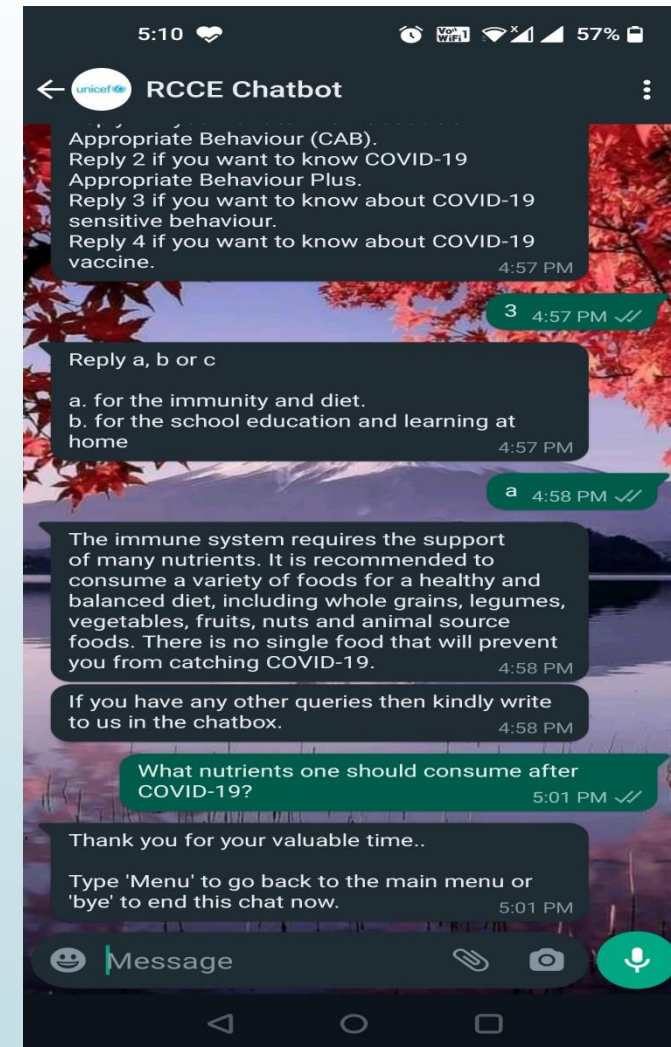 5:10
Vo))
WiFi 1
57%
unicef
RCCE Chatbot
Appropriate Behaviour (CAB).
Reply 2 if you want to know COVID-19
Appropriate Behaviour Plus.
Reply 3 if you want to know about COVID-19
sensitive behaviour.
Reply 4 if you want to know about COVID-19
vaccine.
4:57 PM
3 4:57 PM
Reply a, b or c
a. for the immunity and diet.
b. for the school education and learning at
home
4:57 PM
a 4:58 PM
The immune system requires the support
of many nutrients. It is recommended to
consume a variety of foods for a healthy and
balanced diet, including whole grains, legumes,
vegetables, fruits, nuts and animal source
foods. There is no single food that will prevent
you from catching COVID-19.
4:58 PM
If you have any other queries then kindly write
to us in the chatbox.
4:58 PM
What nutrients one should consume after
COVID-19?
5:01 PM
Thank you for your valuable time..
Type 'Menu' to go back to the main menu or
'bye' to end this chat now.
5:01 PM
Message